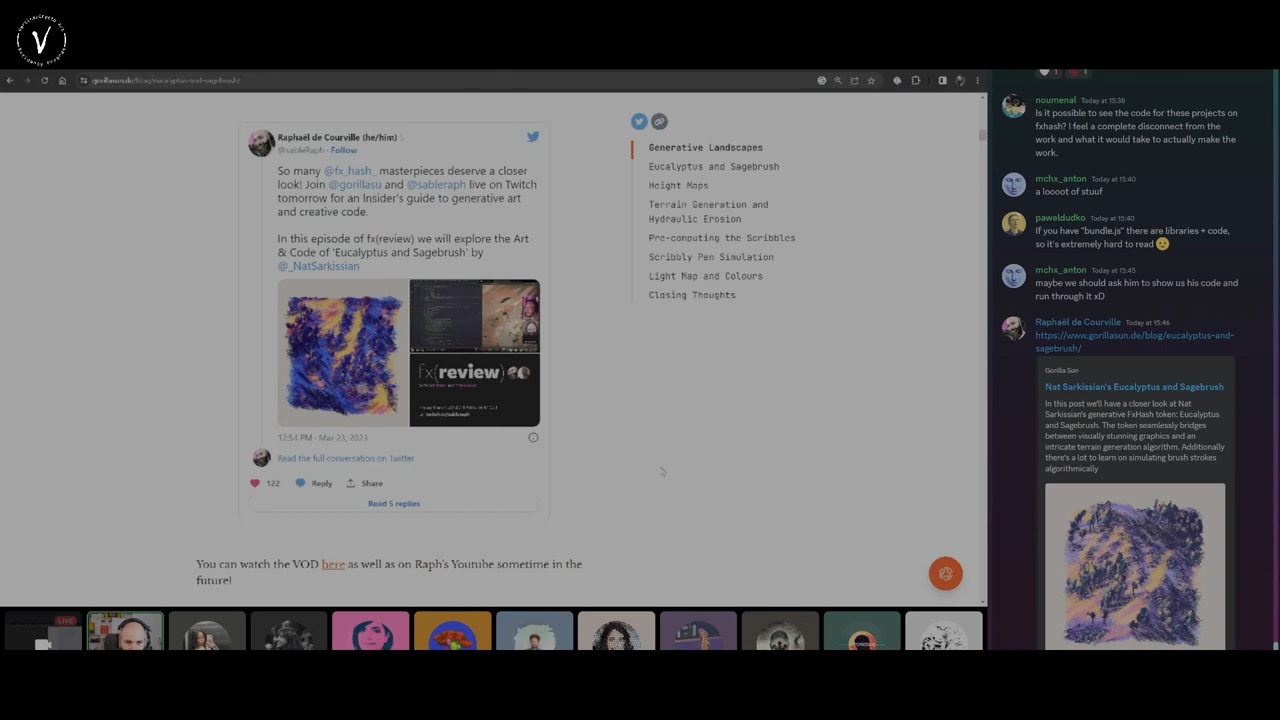 gorillasun.de/blog/eucalyptus-and-sagebrush/
Raphaël de Courville (he/him)
@sableRaph · Follow
So many @fx_hash_ masterpieces deserve a closer
look! Join @gorillasu and @sableraph live on Twitch
tomorrow for an Insider's guide to generative art
and creative code.
In this episode of fx(review) we will explore the Art
& Code of 'Eucalyptus and Sagebrush' by
@_NatSarkissian
fx(review)
12:54 PM · Mar 23, 2023
Read the full conversation on Twitter
122
Reply
Share
Read 5 replies
You can watch the VOD here as well as on Raph's Youtube sometime in the
future!
Generative Landscapes
Eucalyptus and Sagebrush
Height Maps
Terrain Generation and
Hydraulic Erosion
Pre-computing the Scribbles
Scribbly Pen Simulation
Light Map and Colours
Closing Thoughts
1
1
noumenal Today at 15:38
Is it possible to see the code for these projects on
fxhash? I feel a complete disconnect from the
work and what it would take to actually make the
work.
mchx_anton Today at 15:40
a loooot of stuuf
paweldudko Today at 15:40
If you have "bundle.js" there are libraries + code,
so it's extremely hard to read
mchx_anton Today at 15:45
maybe we should ask him to show us his code and
run through it xD
Raphaël de Courville Today at 15:46
https://www.gorillasun.de/blog/eucalyptus-and-
sagebrush/
Gorilla Sun
Nat Sarkissian's Eucalyptus and Sagebrush
In this post we'll have a closer look at Nat
Sarkissian's generative FxHash token: Eucalyptus
and Sagebrush. The token seamlessly bridges
between visually stunning graphics and an
intricate terrain generation algorithm. Additionally
there's a lot to learn on simulating brush strokes
algorithmically
LIVE